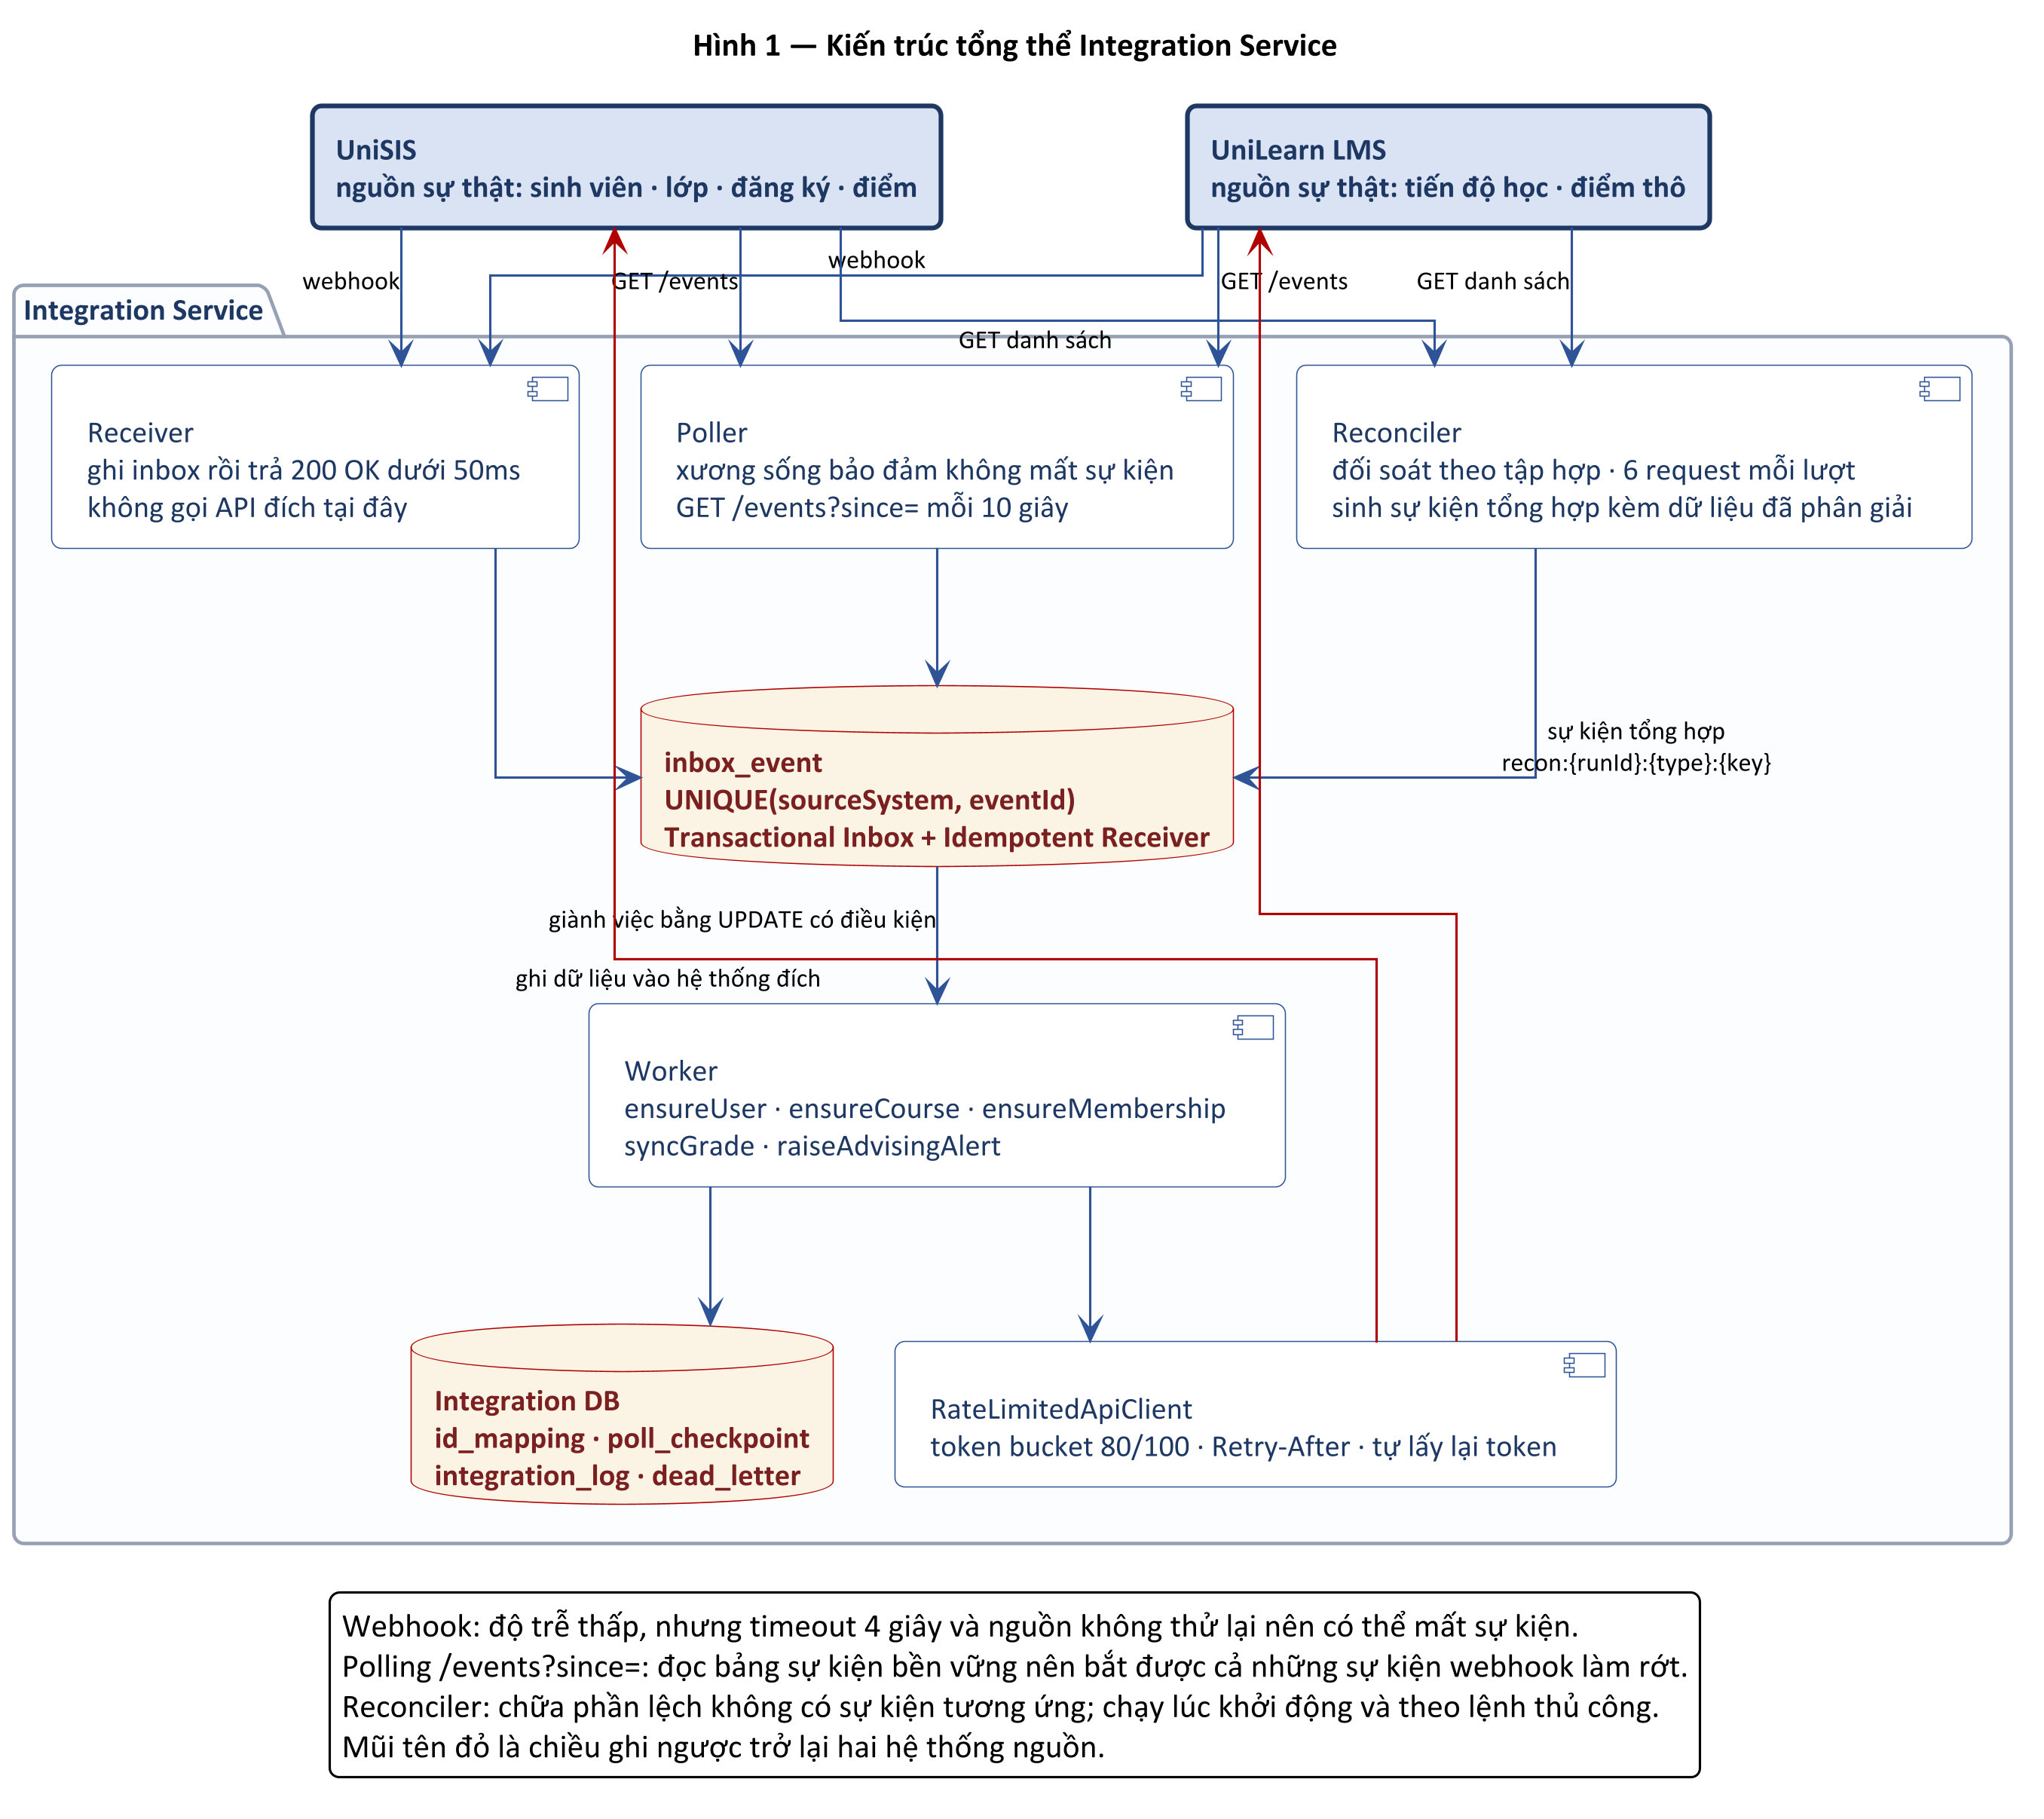 Hình 1 — Kiến trúc tổng thể Integration Service
UniSIS
nguồn sự thật: sinh viên · lớp · đăng ký · điểm
UniLearn LMS
nguồn sự thật: tiến độ học · điểm thô
webhook
GET /events
webhook
GET /events
GET danh sách
GET danh sách
Integration Service
Receiver
ghi inbox rồi trả 200 OK dưới 50ms
không gọi API đích tại đây
Poller
xương sống bảo đảm không mất sự kiện
GET /events?since= mỗi 10 giây
Reconciler
đối soát theo tập hợp · 6 request mỗi lượt
sinh sự kiện tổng hợp kèm dữ liệu đã phân giải
sự kiện tổng hợp
recon:{runId}:{type}:{key}
inbox_event
UNIQUE(sourceSystem, eventId)
Transactional Inbox + Idempotent Receiver
giành việc bằng UPDATE có điều kiện
ghi dữ liệu vào hệ thống đích
Worker
ensureUser · ensureCourse · ensureMembership
syncGrade · raiseAdvisingAlert
Integration DB
id_mapping · poll_checkpoint
integration_log · dead_letter
RateLimitedApiClient
token bucket 80/100 · Retry-After · tự lấy lại token
Webhook: độ trễ thấp, nhưng timeout 4 giây và nguồn không thử lại nên có thể mất sự kiện.
Polling /events?since=: đọc bảng sự kiện bền vững nên bắt được cả những sự kiện webhook làm rớt.
Reconciler: chữa phần lệch không có sự kiện tương ứng; chạy lúc khởi động và theo lệnh thủ công.
Mũi tên đỏ là chiều ghi ngược trở lại hai hệ thống nguồn.